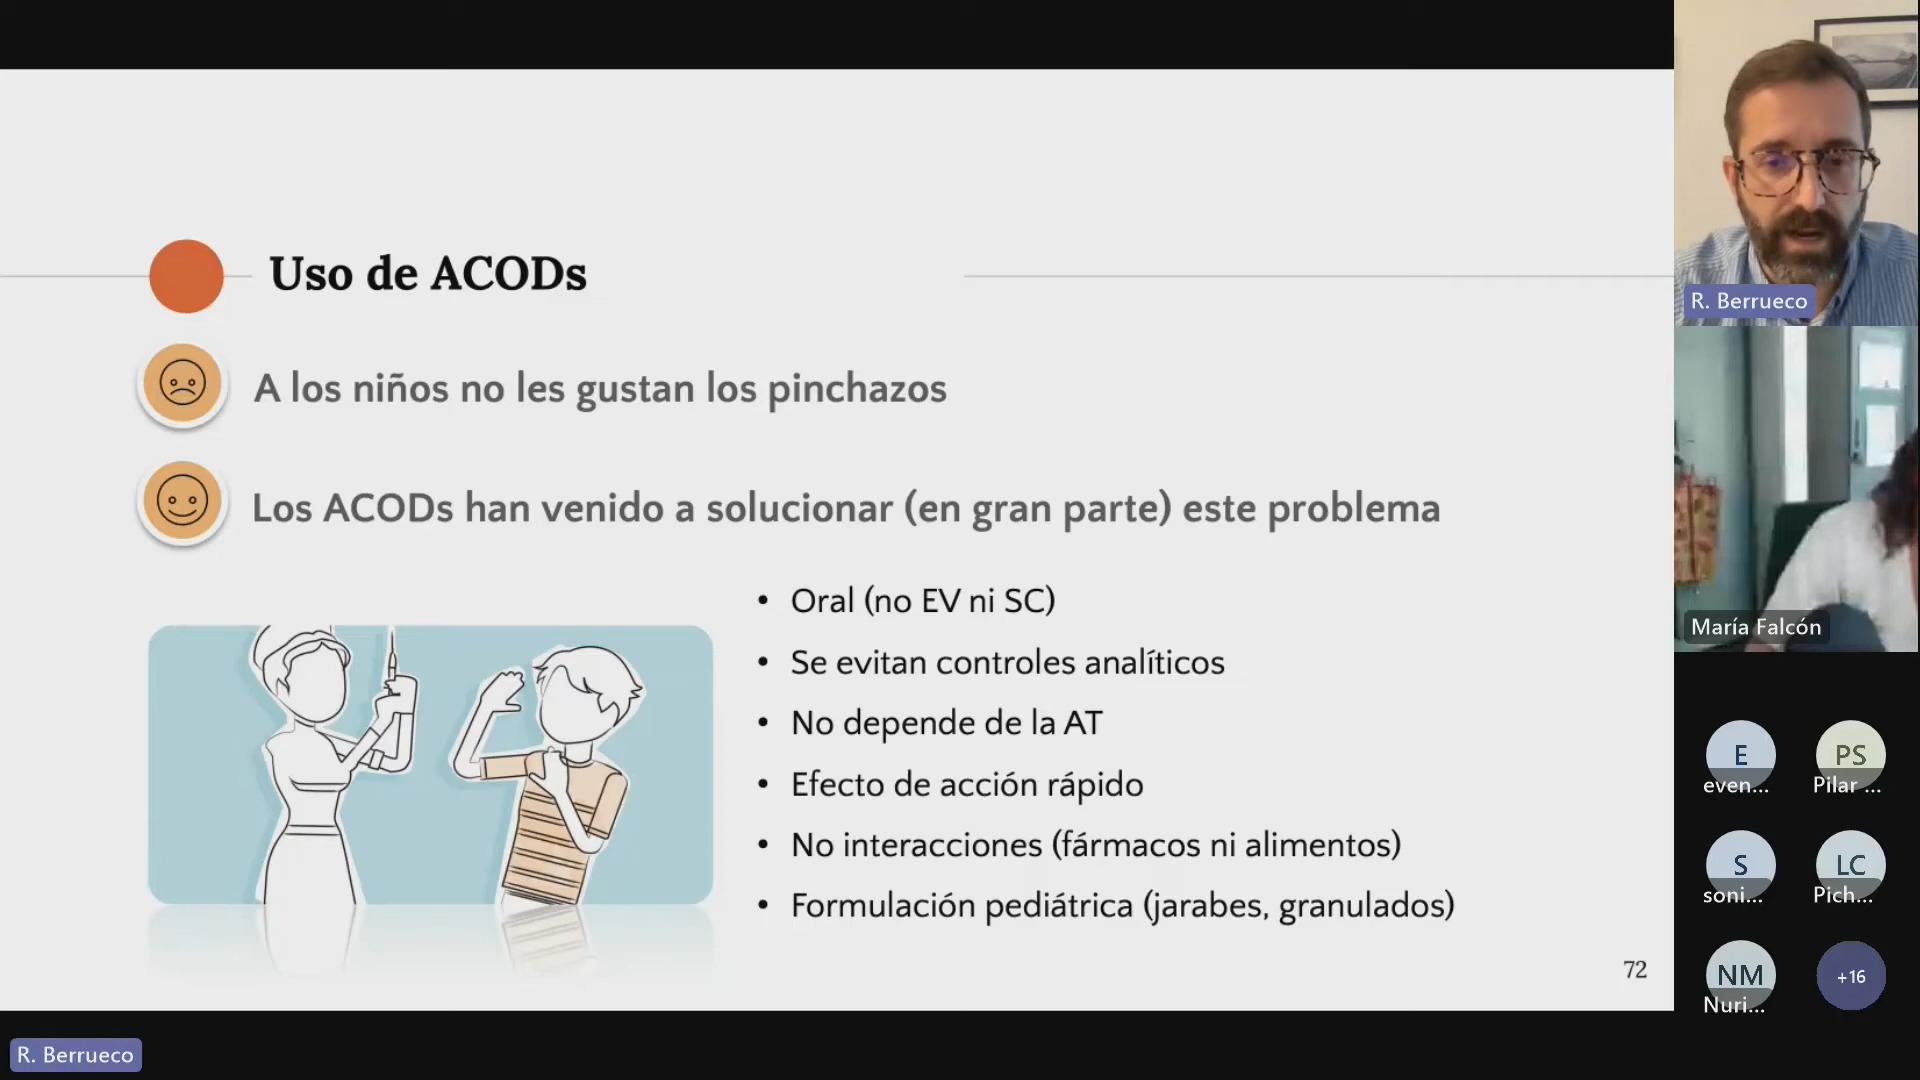 Uso de ACODs
A los niños no les gustan los pinchazos
Los ACODs han venido a solucionar (en gran parte) este problema
• Oral (no EV ni SC)
• Se evitan controles analíticos
• No depende de la AT
• Efecto de acción rápido
• No interacciones (fármacos ni alimentos)
• Formulación pediátrica (jarabes, granulados)
72
R. Berrueco
R. Berrueco
María Falcón
E
even...
PS
Pilar ...
S
soni...
LC
Pich...
NM
Nuri...
+16